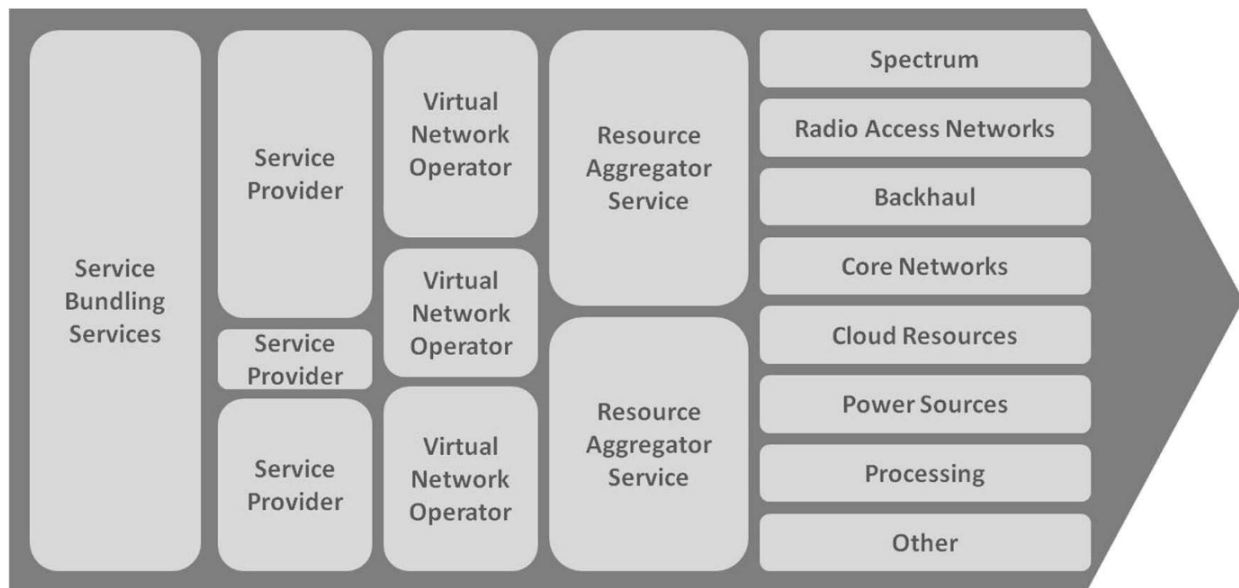 Service
Bundling
Services
Service
Provider
Service
Provider
Service
Provider
Virtual
Network
Operator
Virtual
Network
Operator
Virtual
Network
Operator
Resource
Aggregator
Service
Resource
Aggregator
Service
Spectrum
Radio Access Networks
Backhaul
Core Networks
Cloud Resources
Power Sources
Processing
Other